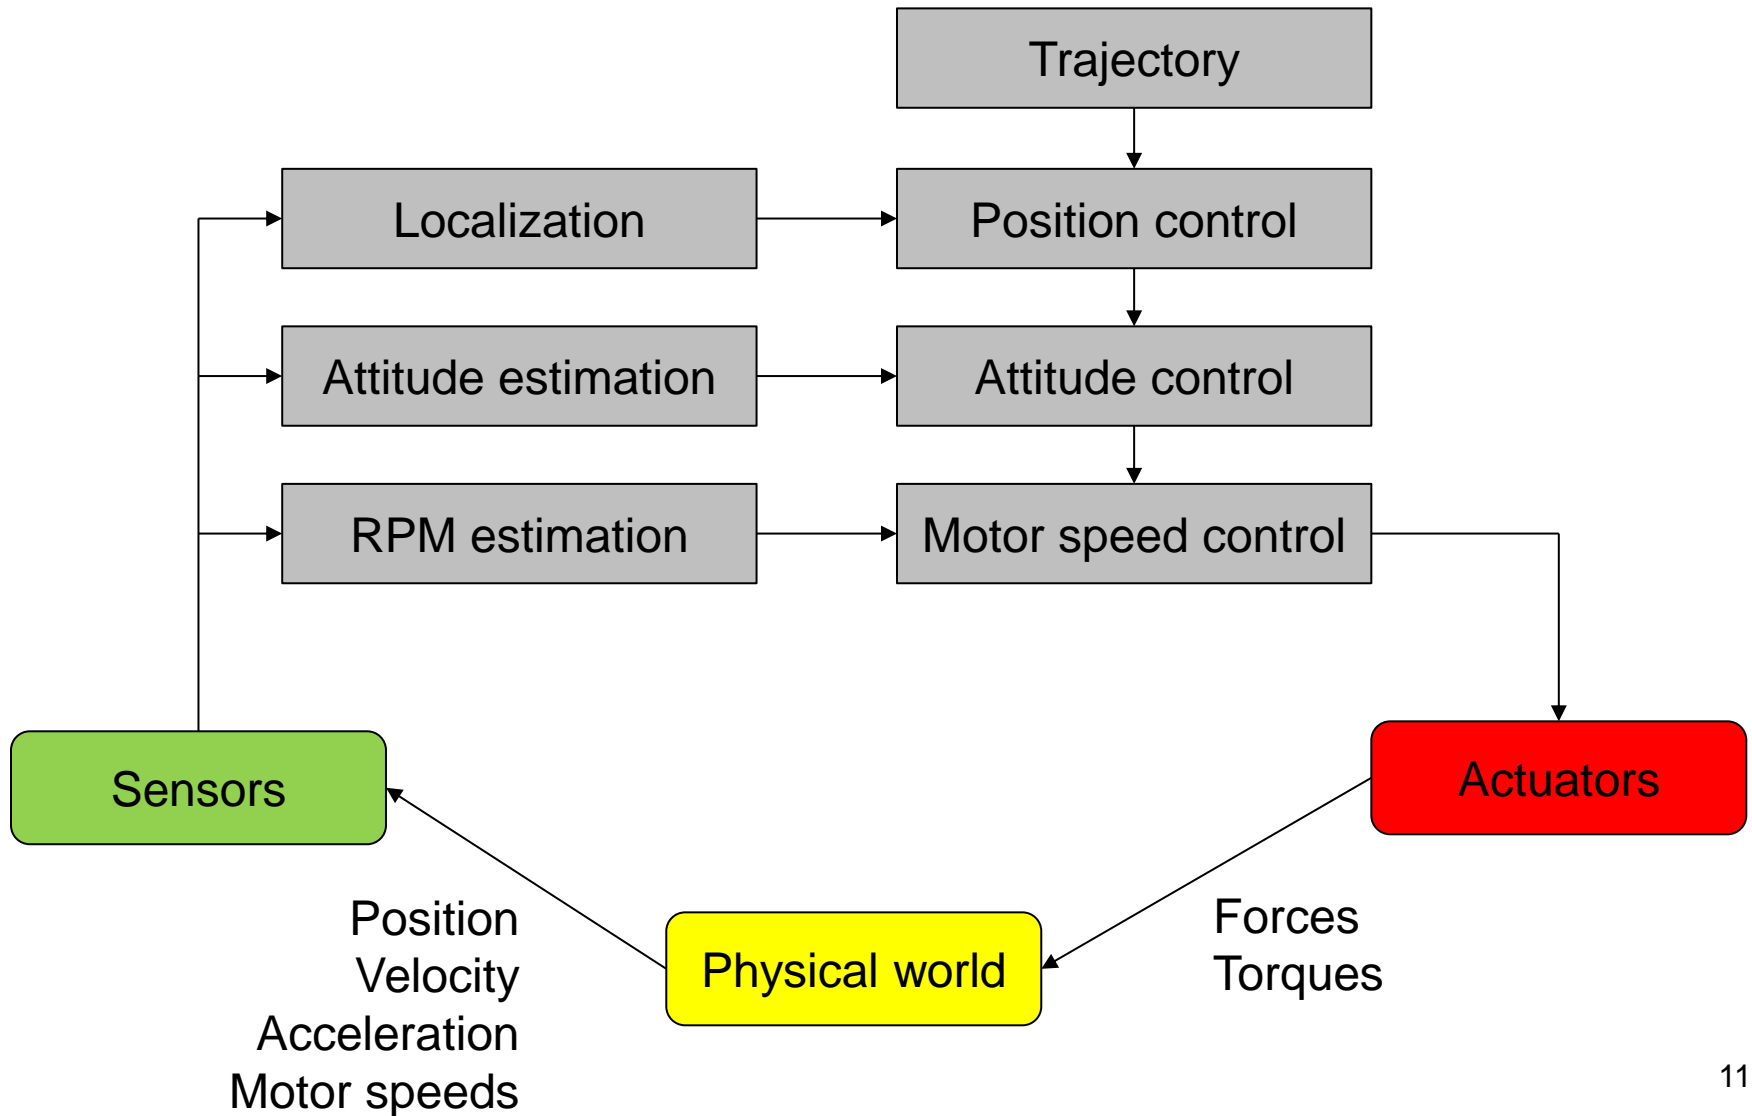 Trajectory
Localization
Position control
Attitude estimation
Attitude control
RPM estimation
Motor speed control
Sensors
Actuators
Physical world
Position
Velocity
Acceleration
Motor speeds
Forces
Torques
11